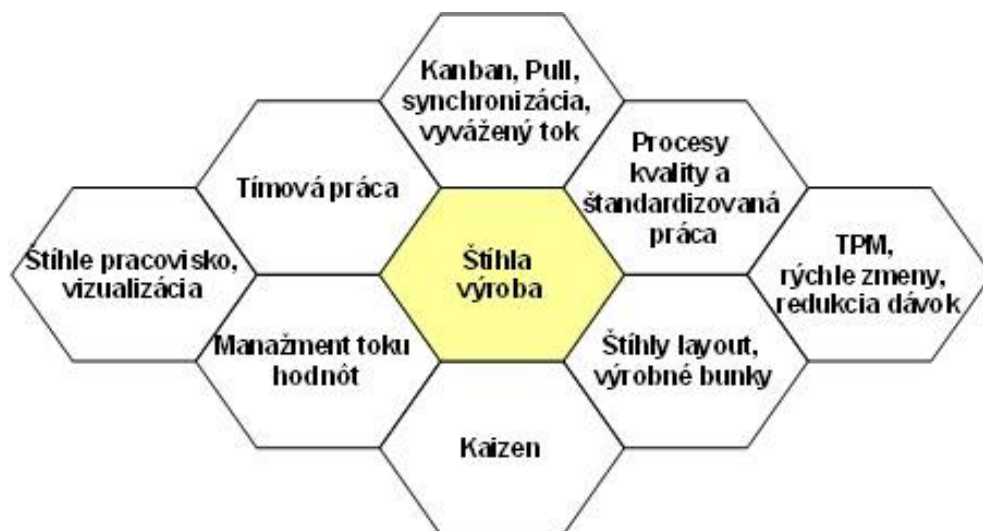 Kanban, Pull,
synchronizácia,
vyvážený tok
Tímová práca
Procesy
kvality a
štandardizovaná
práca
Štíhle pracovisko,
vizualizácia
Štíhla
výroba
TPM,
rýchle zmeny,
redukcia dávok
Manažment toku
hodnôt
Štíhly layout,
výrobné bunky
Kaizen